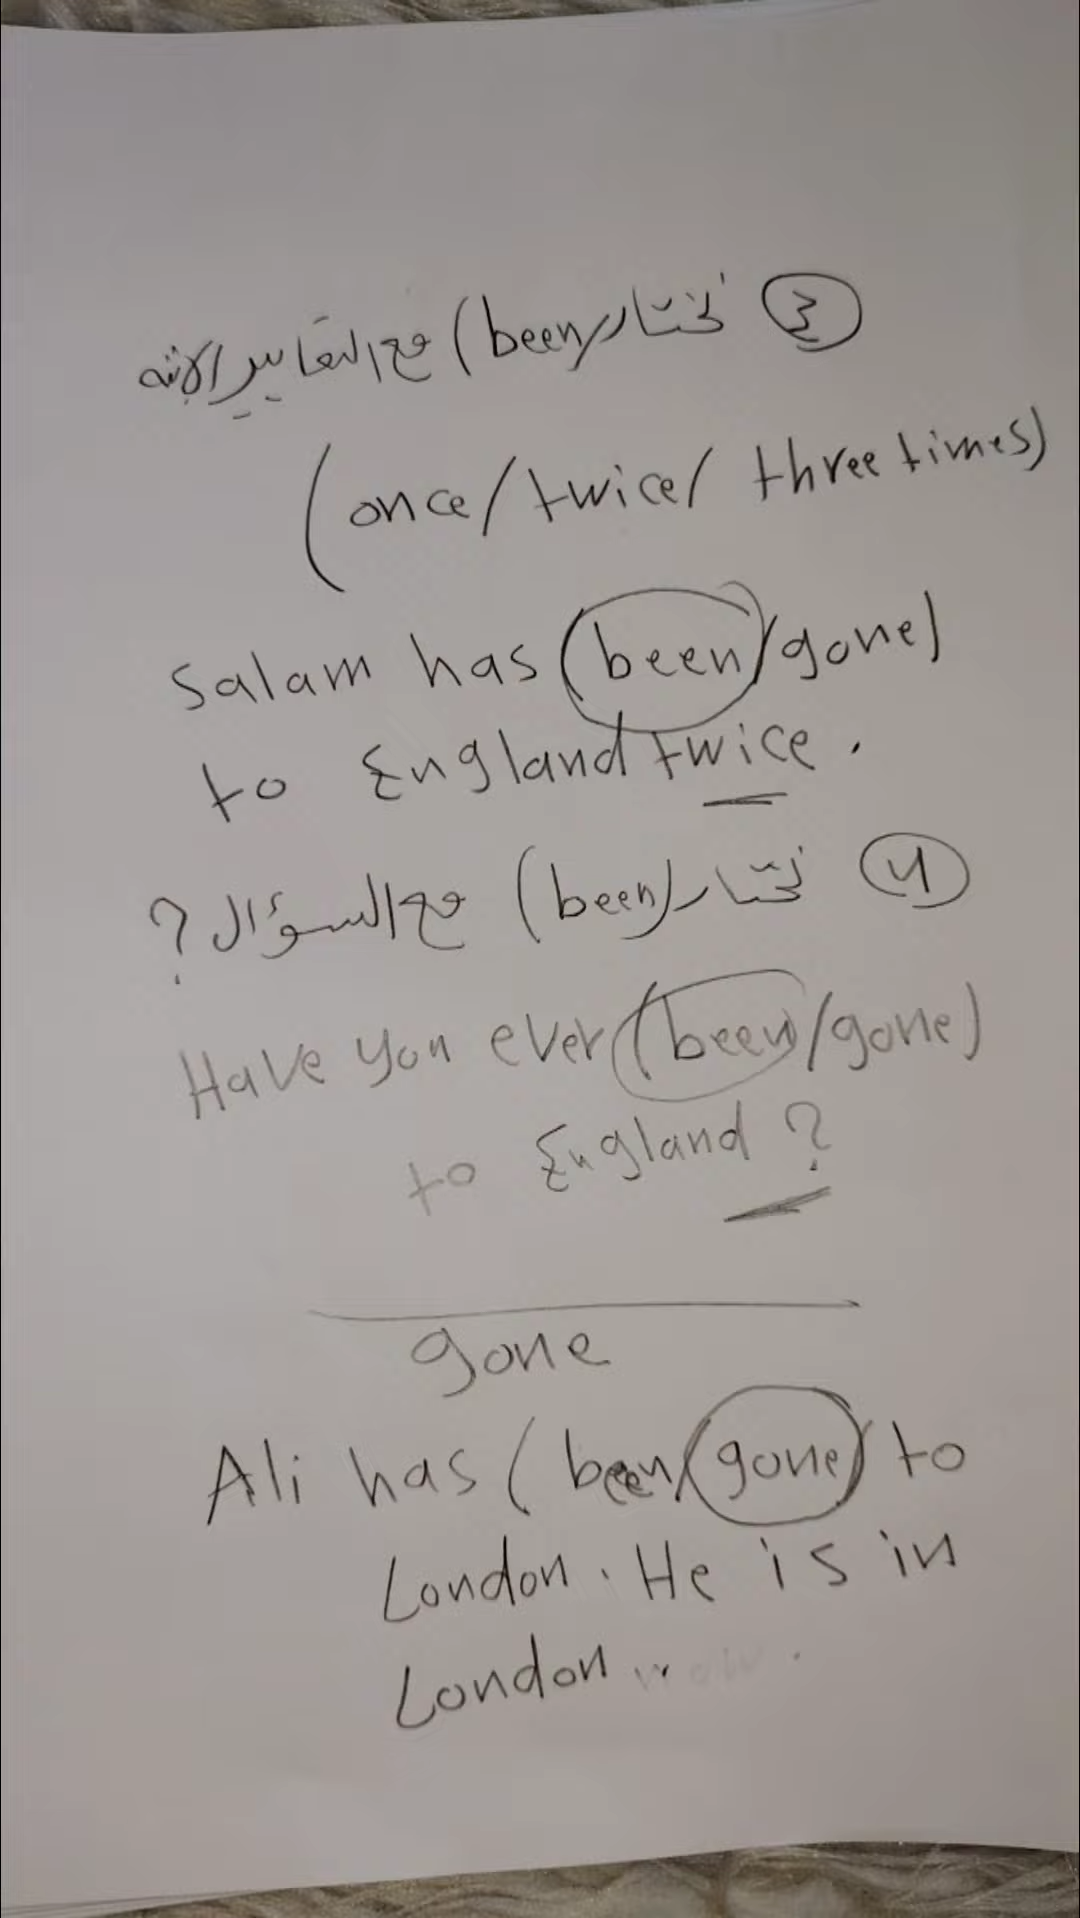 ③ نختار (been) مع التعابير الاتيه
(once/twice/ three times)
Salam has (been/gone)
to England twice.
④ نختار (been) مع السؤال ?
Have you ever (been/gone)
to England ?
gone
Ali has (been/gone) to
London. He is in
London now.